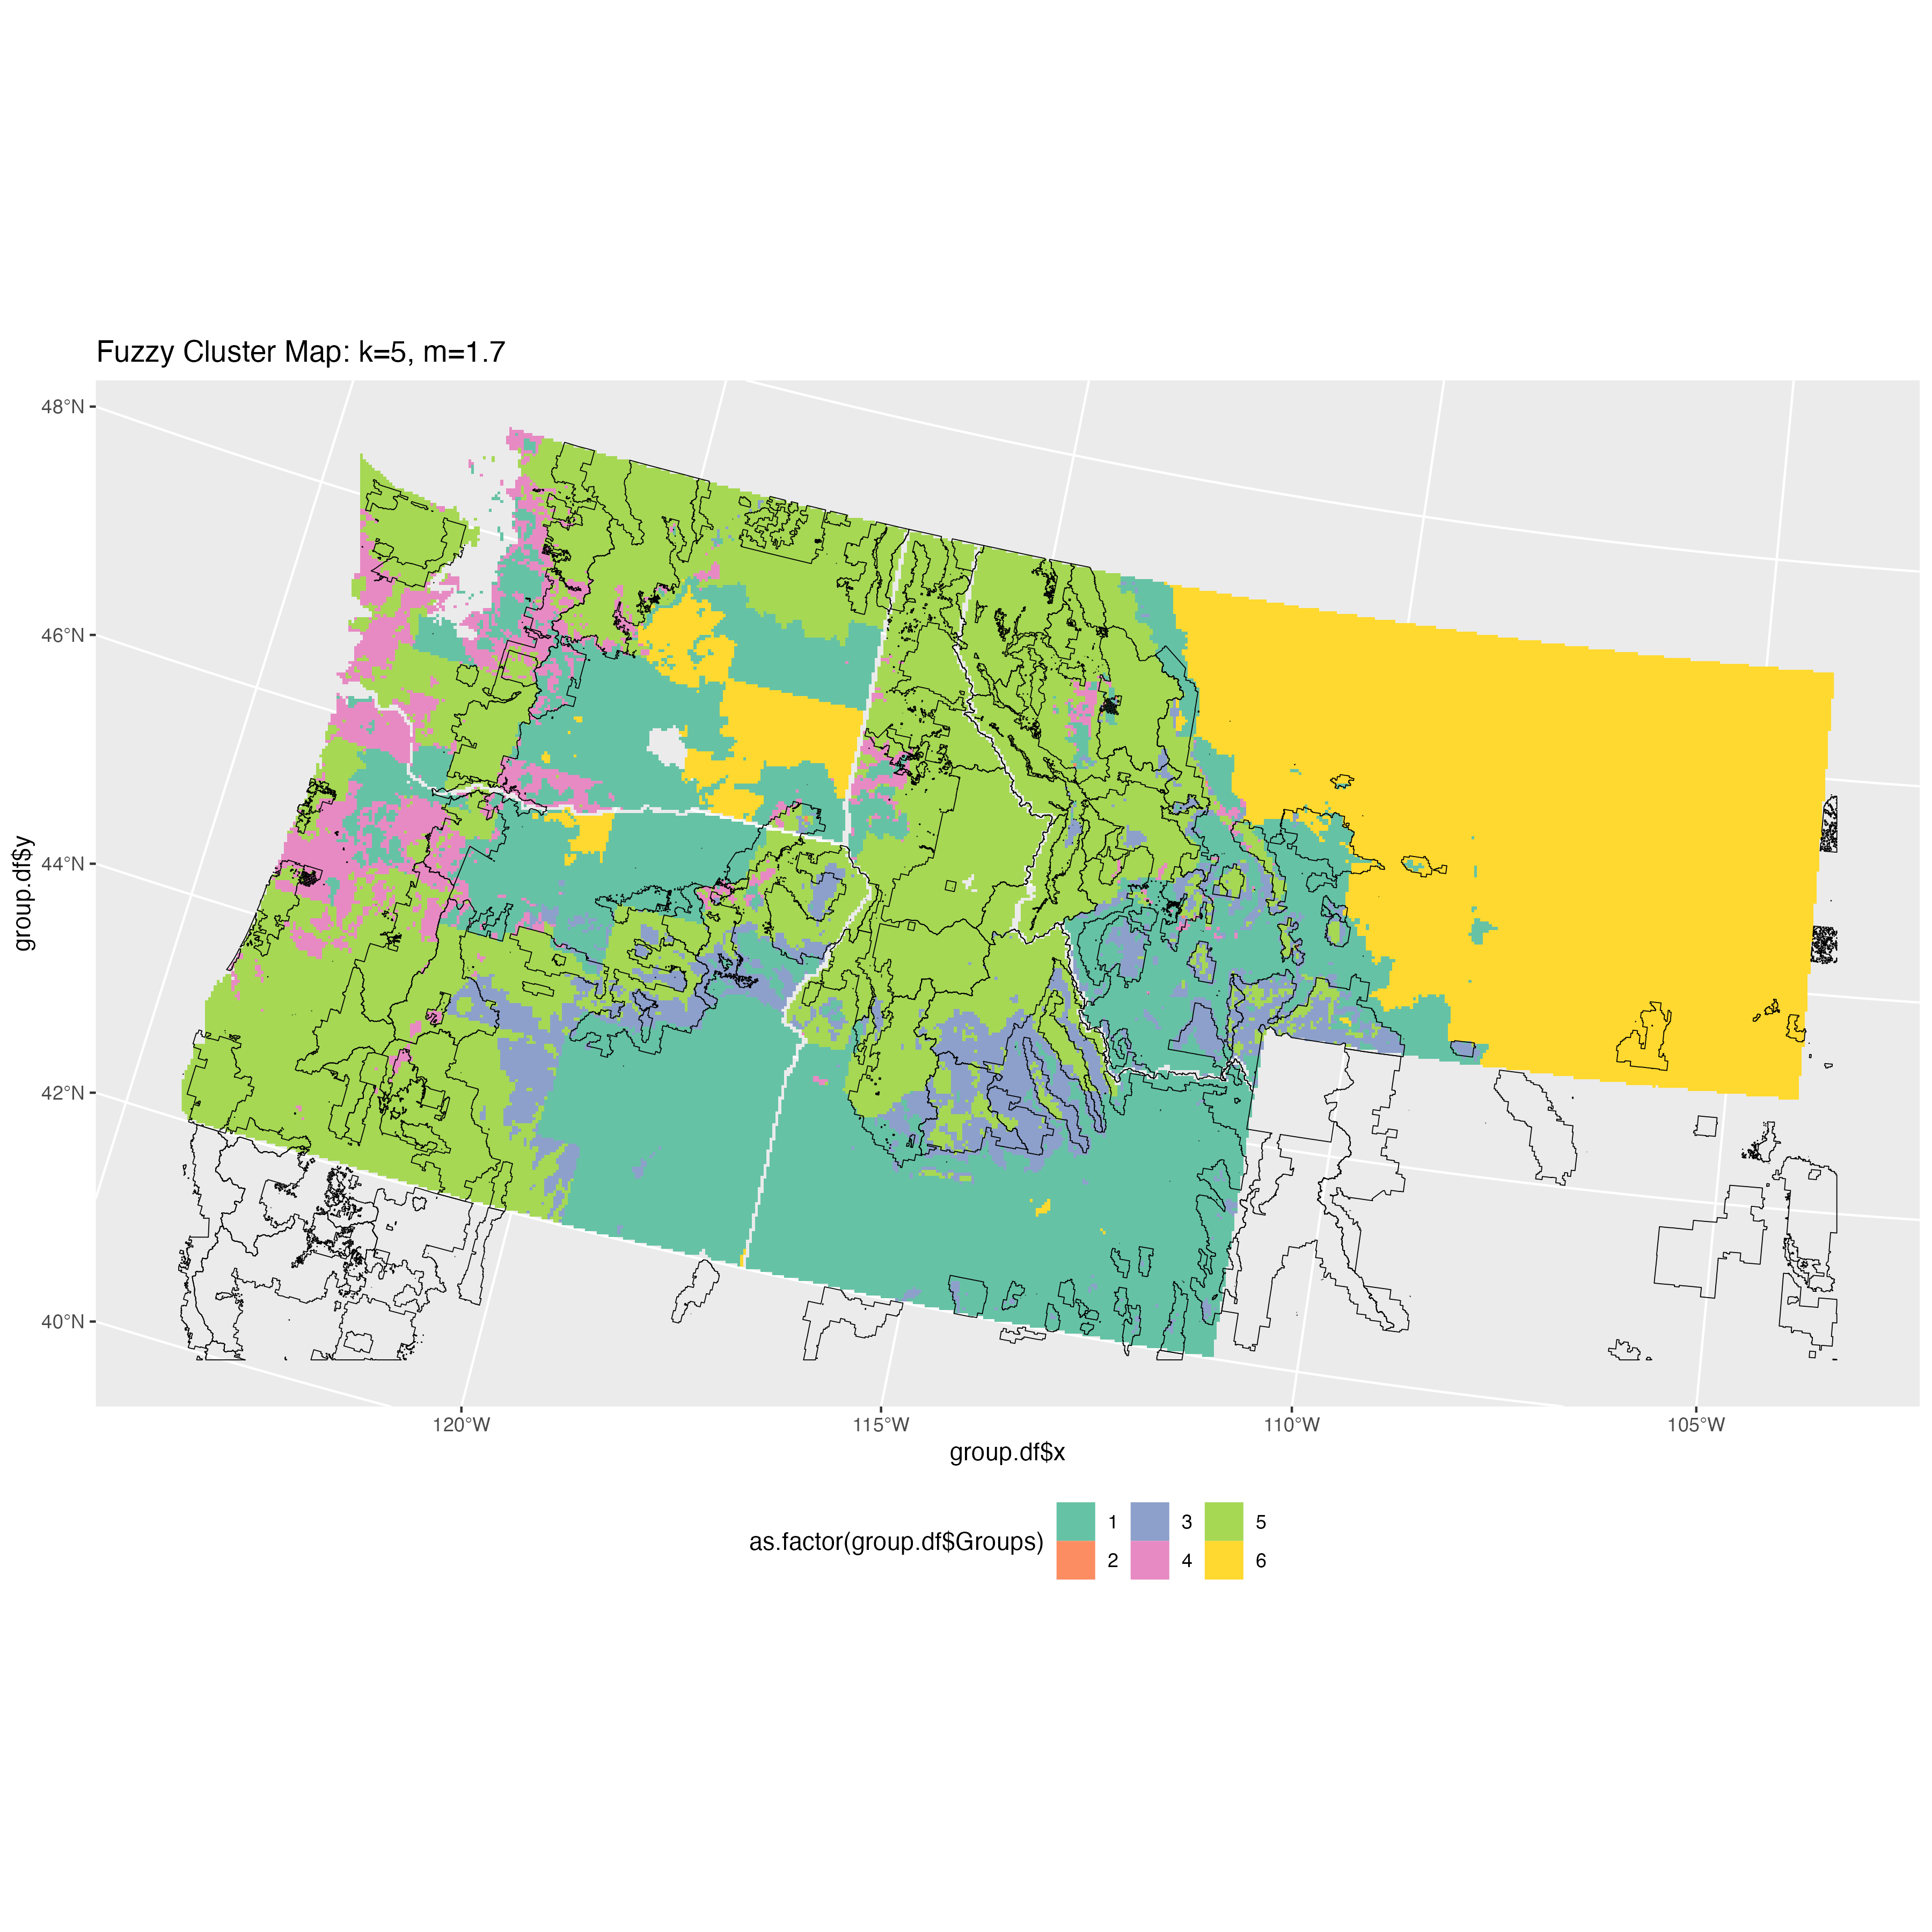 Fuzzy Cluster Map: k=5, m=1.7
48°N
46°N
44°N
42°N
40°N
group.df$y
120°W
115°W
110°W
105°W
group.df$x
as.factor(group.df$Groups)
1
3
5
2
4
6